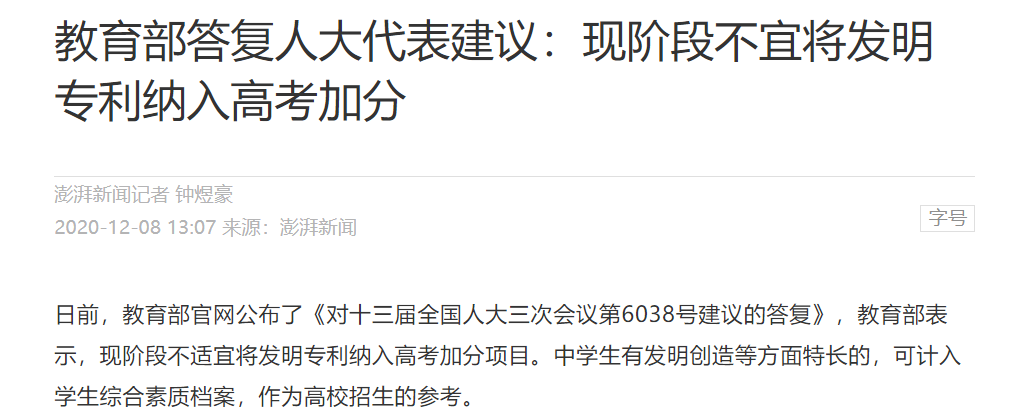 教育部答复人大代表建议：现阶段不宜将发明
专利纳入高考加分
澎湃新闻记者 钟煜豪
2020-12-08 13:07 来源：澎湃新闻
字号
日前，教育部官网公布了《对十三届全国人大三次会议第6038号建议的答复》，教育部表
示，现阶段不适宜将发明专利纳入高考加分项目。中学生有发明创造等方面特长的，可计入
学生综合素质档案，作为高校招生的参考。